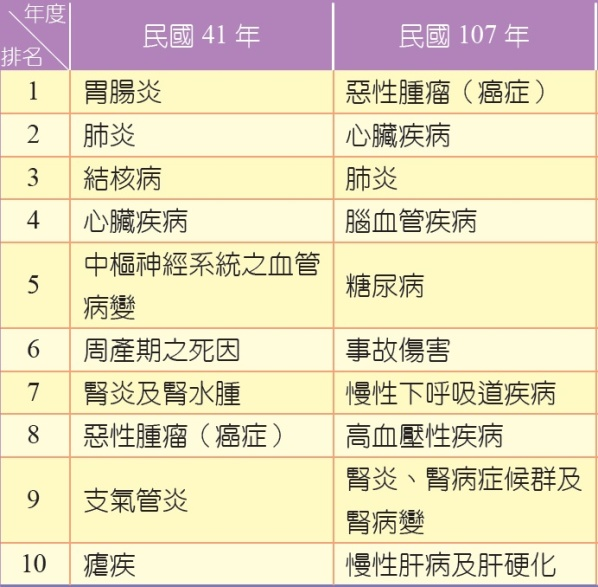 年度
排名
民國 41 年
民國 107 年
1 胃腸炎 惡性腫瘤（癌症）
2 肺炎 心臟疾病
3 結核病 肺炎
4 心臟疾病 腦血管疾病
5 中樞神經系統之血管
病變
糖尿病
6 周產期之死因 事故傷害
7 腎炎及腎水腫 慢性下呼吸道疾病
8 惡性腫瘤（癌症） 高血壓性疾病
9 支氣管炎 腎炎、腎病症候群及
腎病變
10 瘧疾 慢性肝病及肝硬化